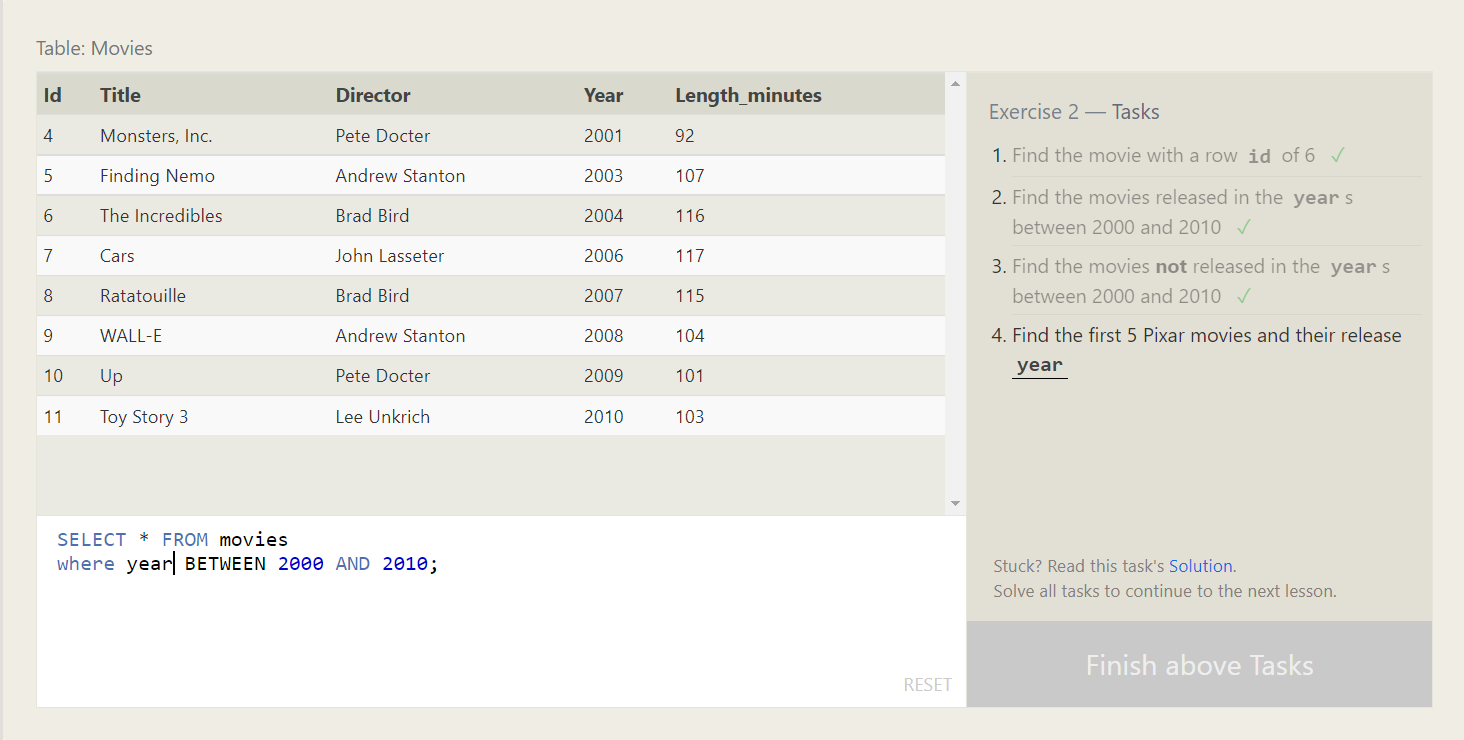 Table: Movies
Id Title Director Year Length_minutes
4 Monsters, Inc. Pete Docter 2001 92
5 Finding Nemo Andrew Stanton 2003 107
6 The Incredibles Brad Bird 2004 116
7 Cars John Lasseter 2006 117
8 Ratatouille Brad Bird 2007 115
9 WALL-E Andrew Stanton 2008 104
10 Up Pete Docter 2009 101
11 Toy Story 3 Lee Unkrich 2010 103
SELECT * FROM movies
where year BETWEEN 2000 AND 2010;
RESET
Exercise 2 — Tasks
1. Find the movie with a row id of 6 ✓
2. Find the movies released in the year s
between 2000 and 2010 ✓
3. Find the movies not released in the year s
between 2000 and 2010 ✓
4. Find the first 5 Pixar movies and their release
year
Stuck? Read this task's Solution.
Solve all tasks to continue to the next lesson.
Finish above Tasks